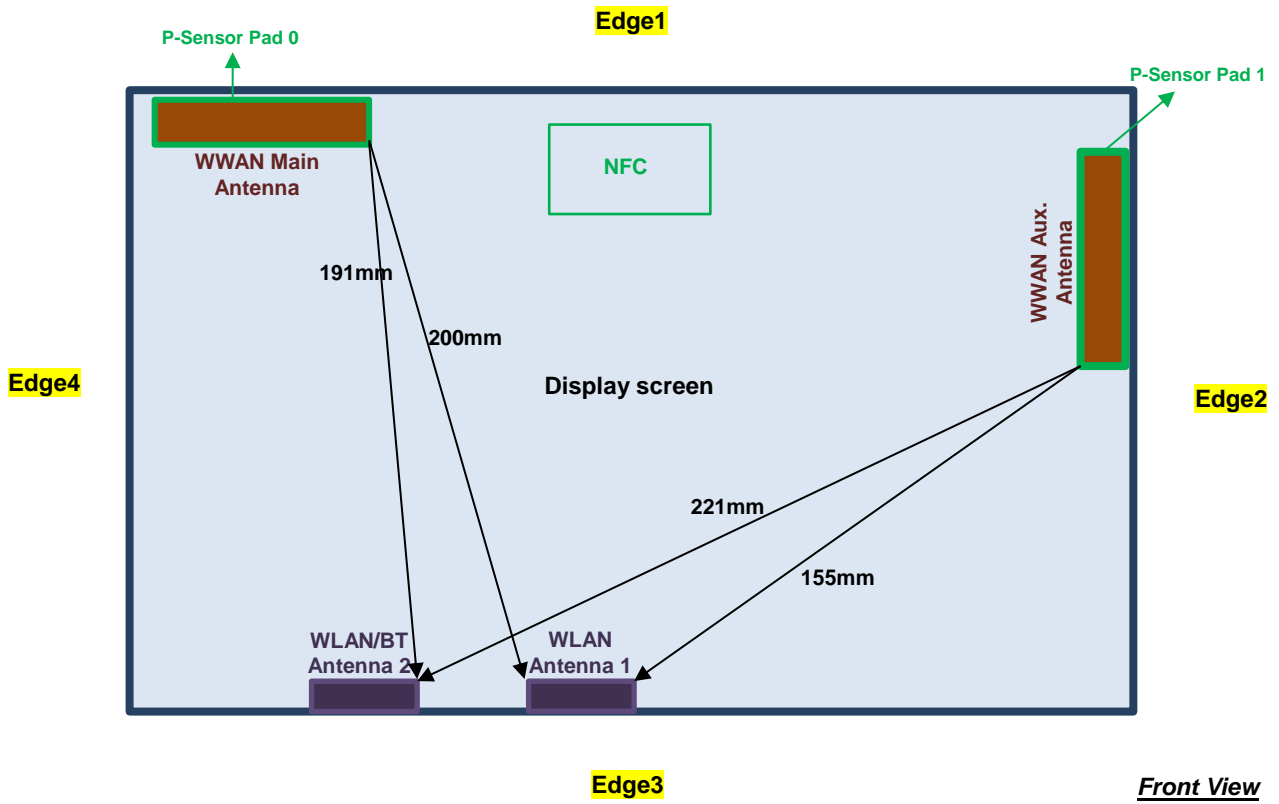 Edge1
P-Sensor Pad 0
P-Sensor Pad 1
WWAN Main
Antenna
NFC
WWAN Aux.
Antenna
191mm
200mm
Display screen
Edge4
Edge2
221mm
155mm
WLAN/BT
Antenna 2
WLAN
Antenna 1
Edge3
Front View